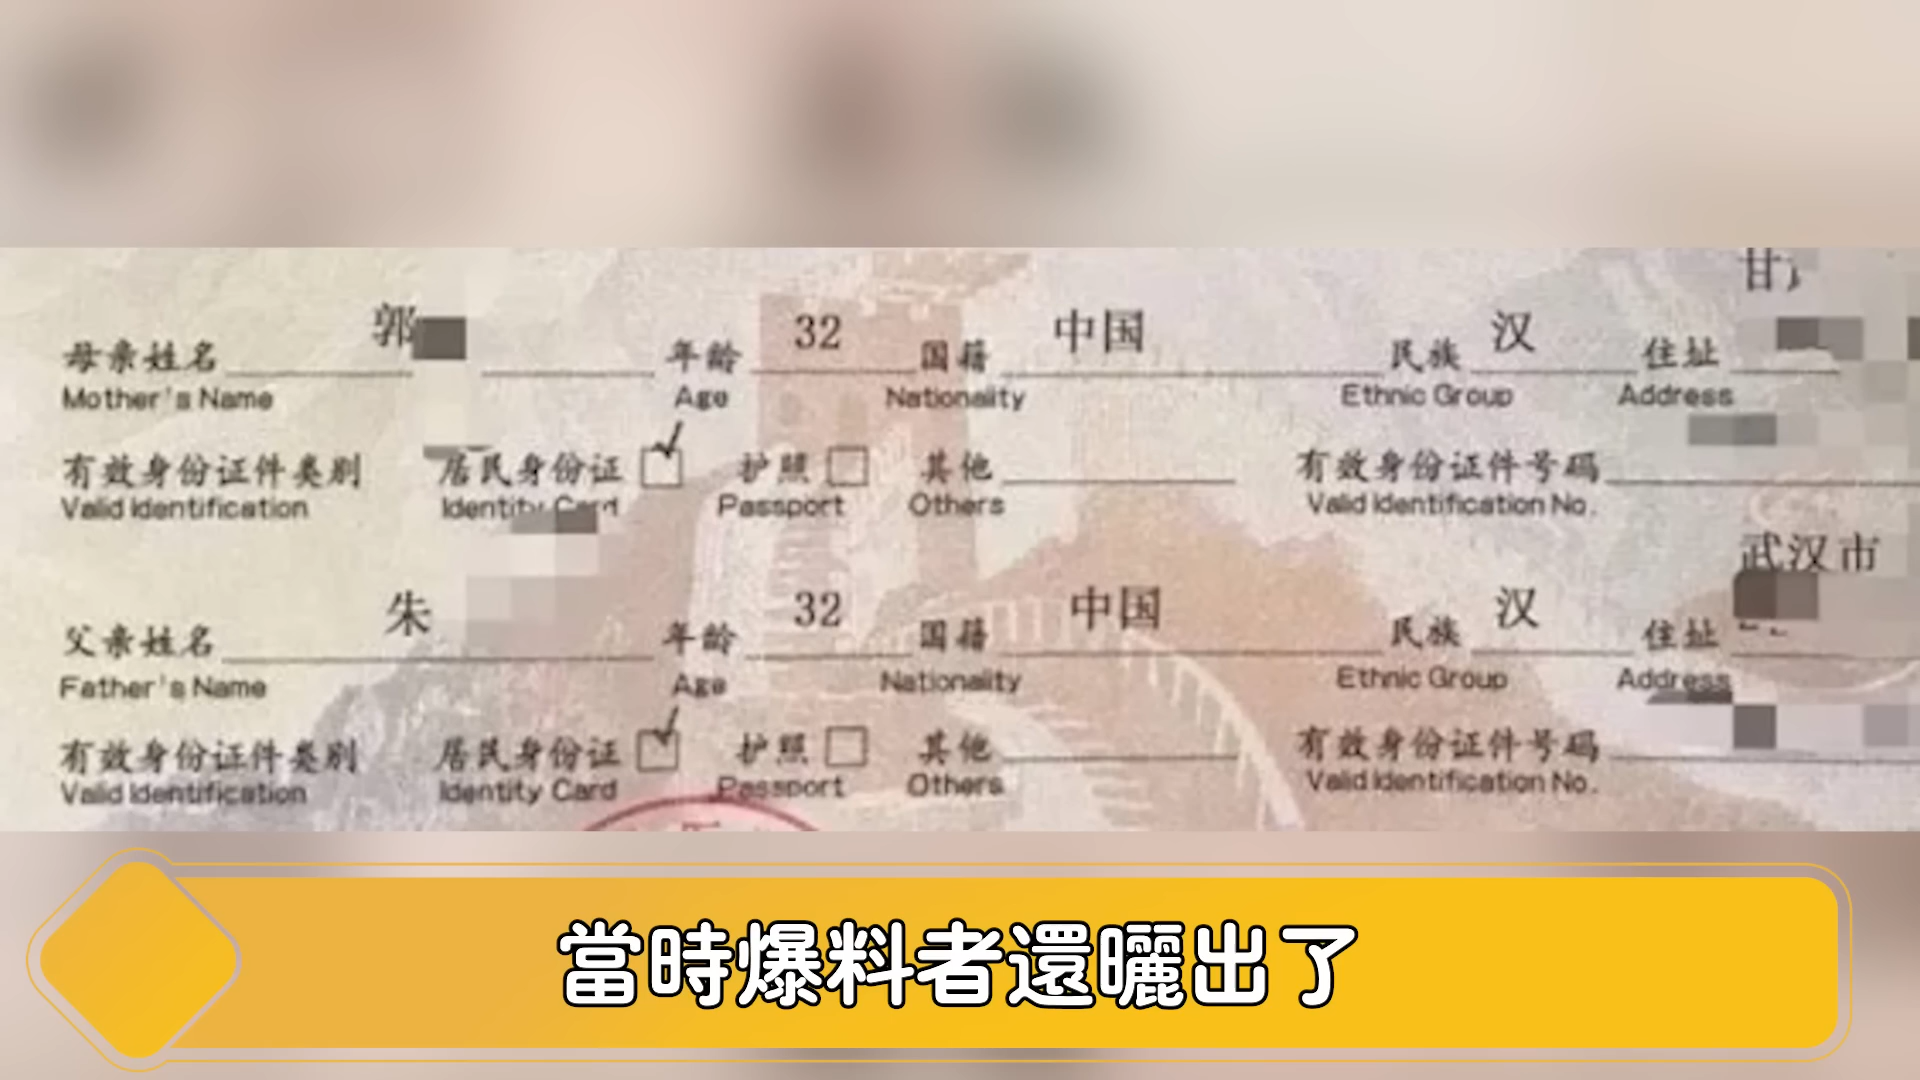 甘
母亲姓名 郭 年龄 32 国籍 中国 民族 汉 住址
Mother's Name Age Nationality Ethnic Group Address
有效身份证件类别 居民身份证 ✓ 护照 □ 其他 有效身份证件号码
Valid Identification Identity Card Passport Others Valid Identification No.
武汉市
父亲姓名 朱 年龄 32 国籍 中国 民族 汉 住址
Father's Name Age Nationality Ethnic Group Address
有效身份证件类别 居民身份证 ✓ 护照 □ 其他 有效身份证件号码
Valid Identification Identity Card Passport Others Valid Identification No.
當時爆料者還曬出了